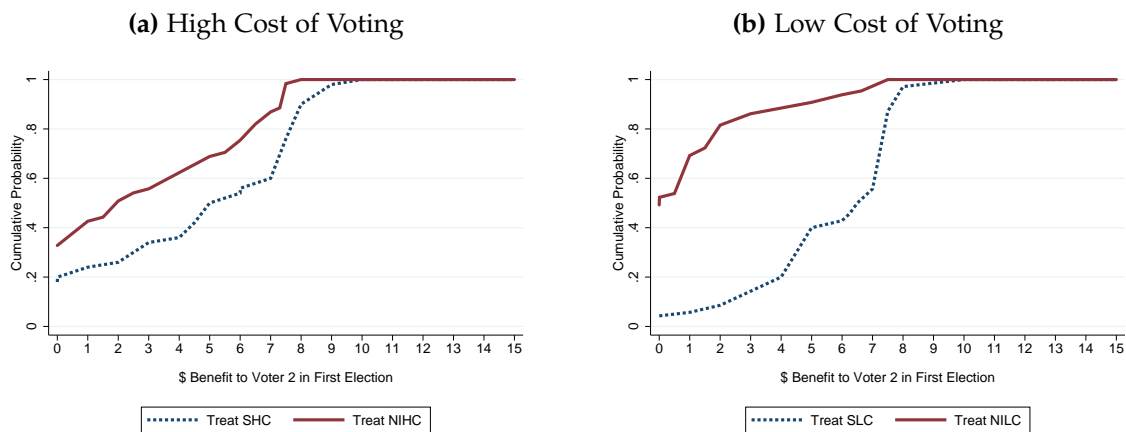 (a) High Cost of Voting
Cumulative Probability
0 .2 .4 .6 .8 1
0 1 2 3 4 5 6 7 8 9 10 11 12 13 14 15
$ Benefit to Voter 2 in First Election
Treat SHC Treat NIHC
(b) Low Cost of Voting
Cumulative Probability
0 .2 .4 .6 .8 1
0 1 2 3 4 5 6 7 8 9 10 11 12 13 14 15
$ Benefit to Voter 2 in First Election
Treat SLC Treat NILC